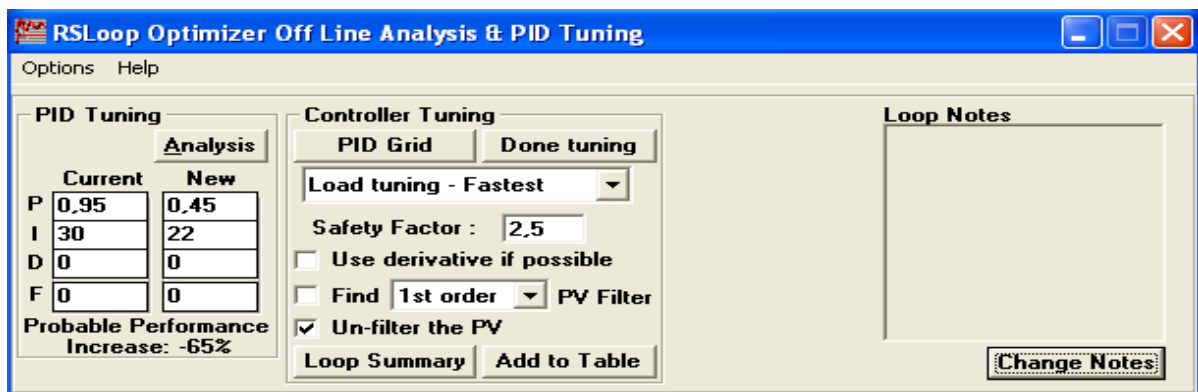 RSLoop Optimizer Off Line Analysis & PID Tuning
Options Help
PID Tuning
Analysis
Current New
P 0,95 0,45
I 30 22
D 0 0
F 0 0
Probable Performance
Increase: -65%
Controller Tuning
PID Grid Done tuning
Load tuning - Fastest
Safety Factor : 2,5
Use derivative if possible
Find 1st order PV Filter
Un-filter the PV
Loop Summary Add to Table
Loop Notes
Change Notes